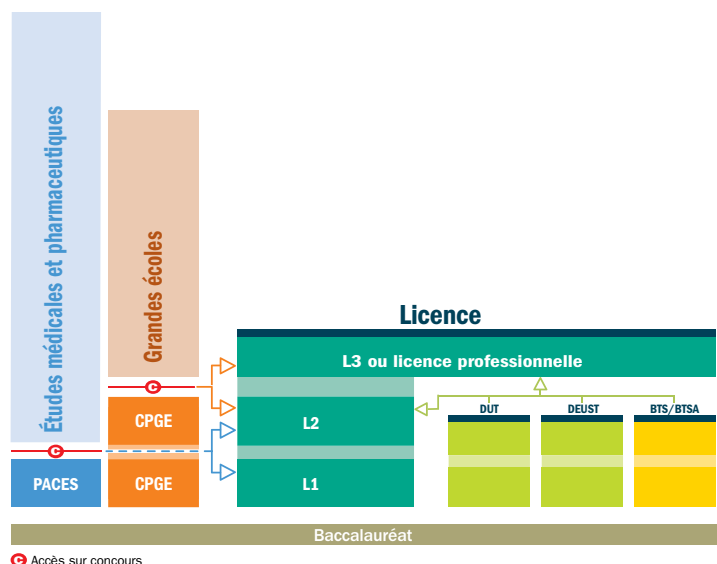 Études médicales et pharmaceutiques
Grandes écoles
Licence
L3 ou licence professionnelle
C
CPGE
L2
DUT
DEUST
BTS/BTSA
C
PACES
CPGE
L1
Baccalauréat
C Accès sur concours